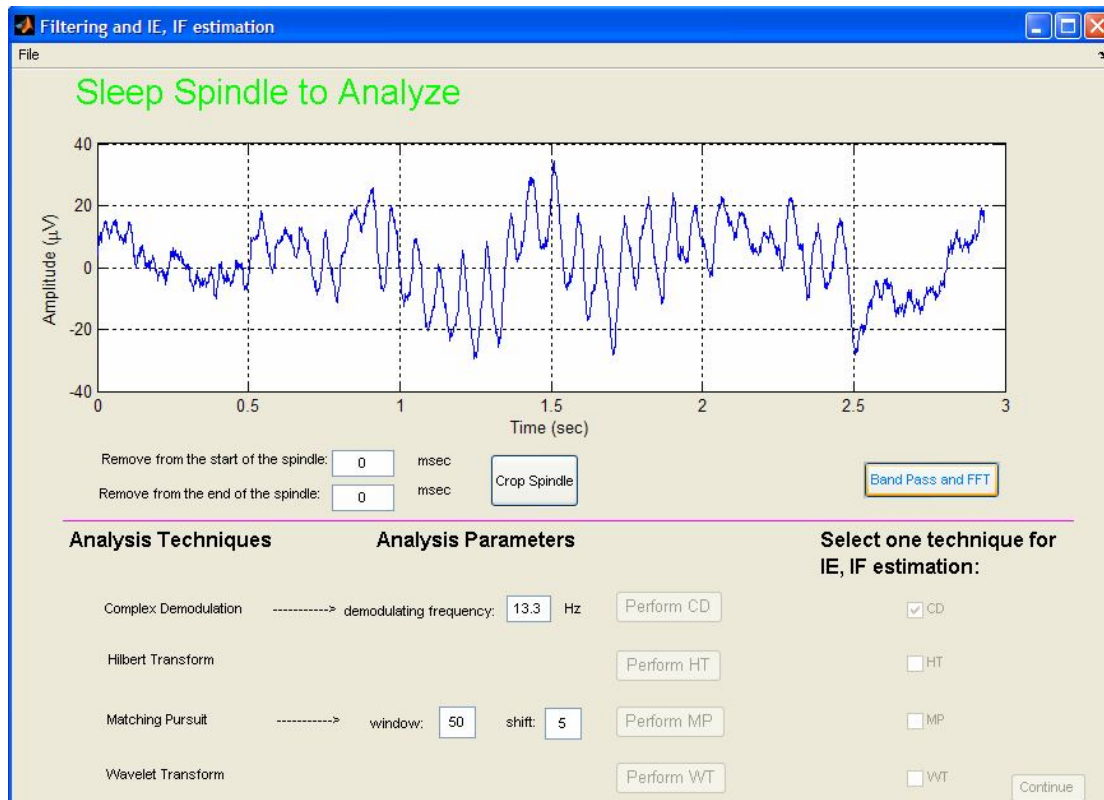 Filtering and IE, IF estimation
File
Sleep Spindle to Analyze
Amplitude (μV)
40
20
0
-20
-40
0 0.5 1 1.5 2 2.5 3
Time (sec)
Remove from the start of the spindle: 0 msec
Remove from the end of the spindle: 0 msec
Crop Spindle
Band Pass and FFT
Analysis Techniques Analysis Parameters Select one technique for
IE, IF estimation:
Complex Demodulation -----------> demodulating frequency: 13.3 Hz Perform CD CD
Hilbert Transform Perform HT HT
Matching Pursuit -----------> window: 50 shift: 5 Perform MP MP
Wavelet Transform Perform WT WT
Continue